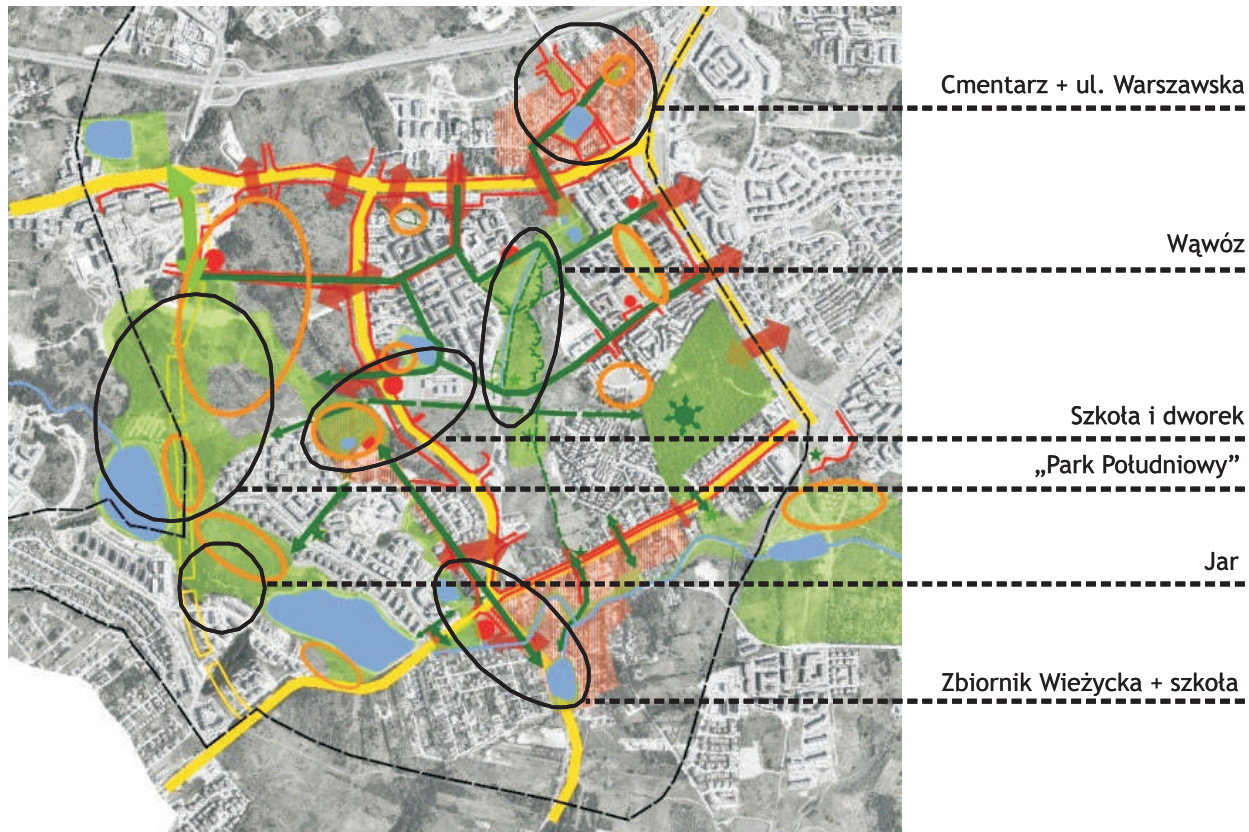 Cmentarz + ul. Warszawska
Wąwóz
Szkoła i dworek
„Park Południowy”
Jar
Zbiornik Wieżycka + szkoła